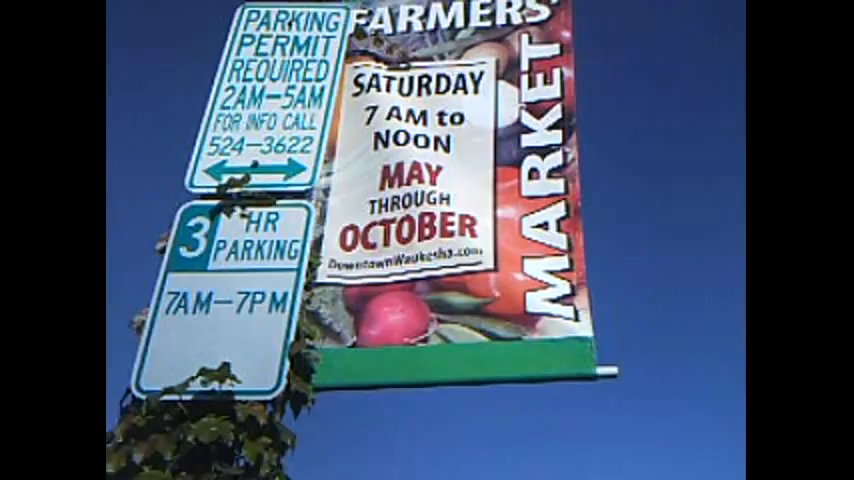 PARKING
PERMIT
REQUIRED
2AM-5AM
FOR INFO CALL
524-3622
3 HR
PARKING
7AM-7PM
FARMERS'
MARKET
SATURDAY
7 AM to
NOON
MAY
THROUGH
OCTOBER
DowntownWaukesha.com